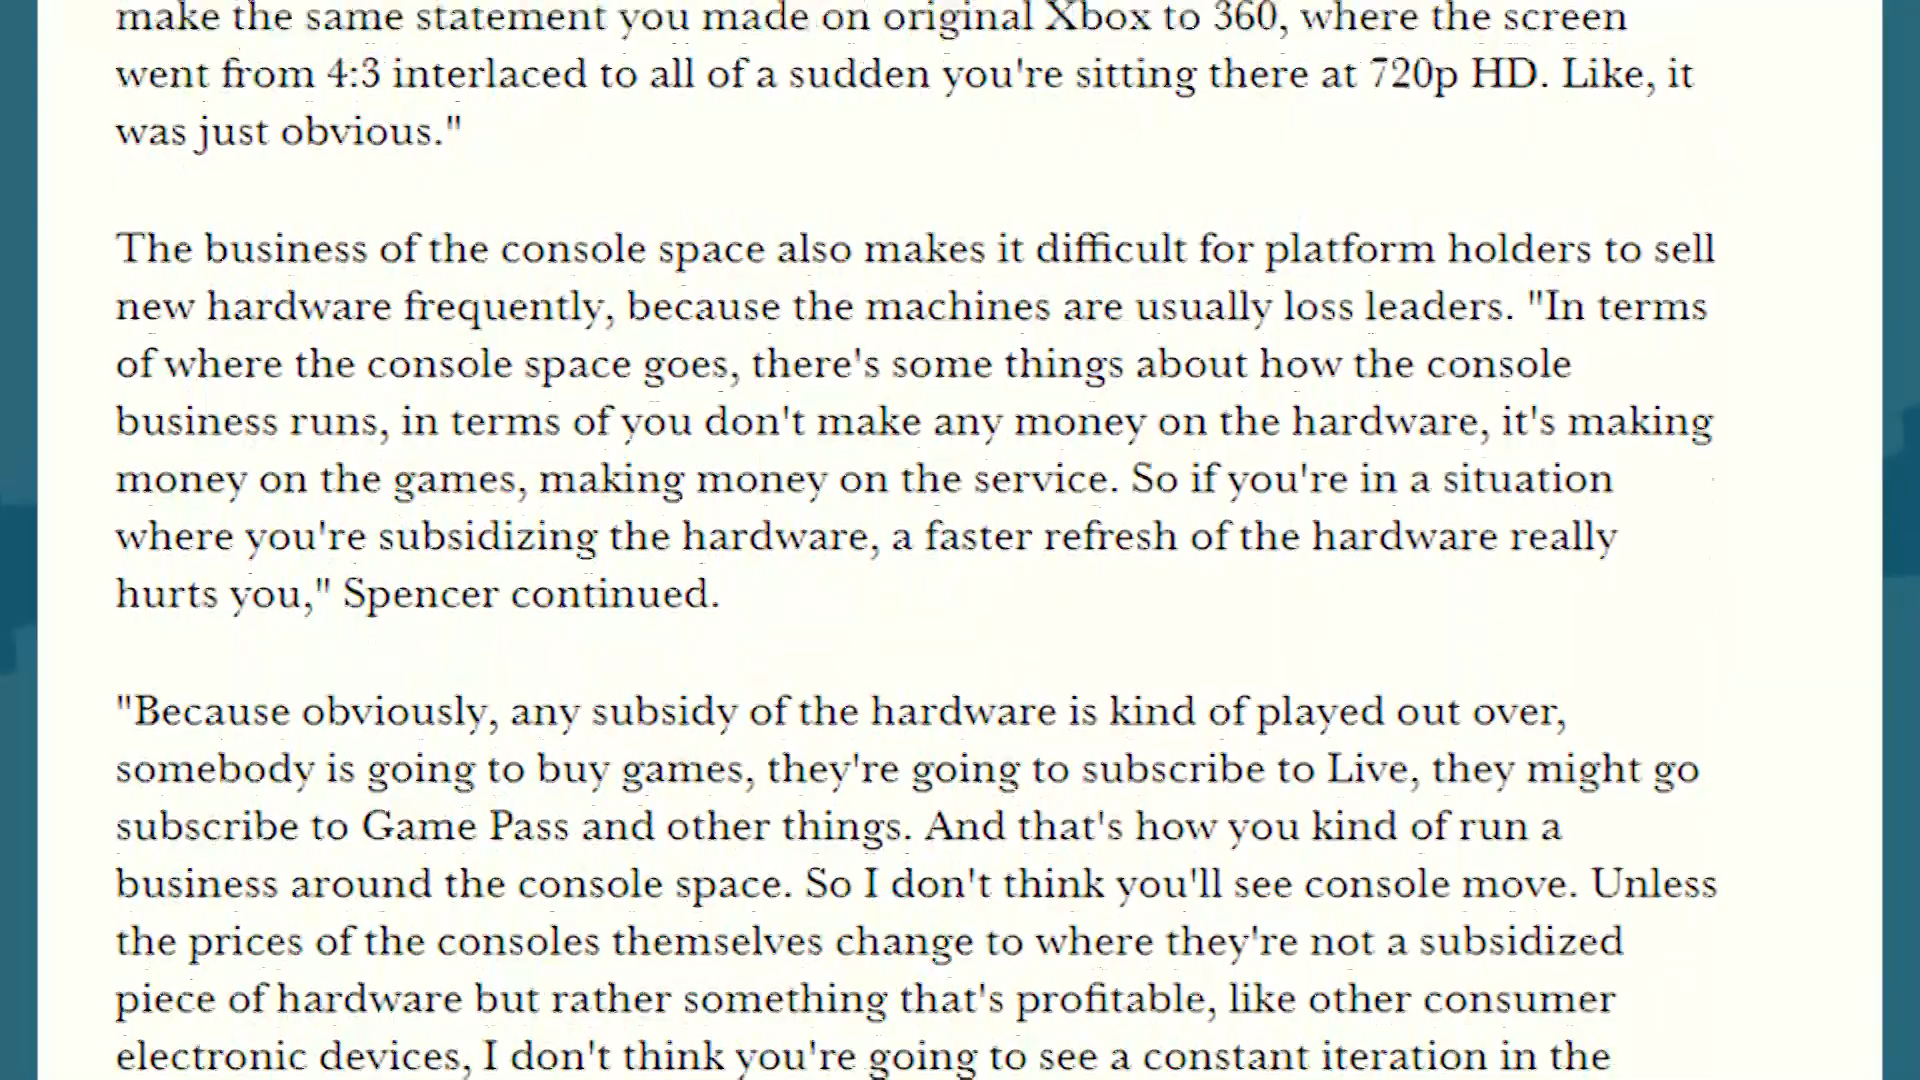 make the same statement you made on original Xbox to 360, where the screen
went from 4:3 interlaced to all of a sudden you're sitting there at 720p HD. Like, it
was just obvious."
The business of the console space also makes it difficult for platform holders to sell
new hardware frequently, because the machines are usually loss leaders. "In terms
of where the console space goes, there's some things about how the console
business runs, in terms of you don't make any money on the hardware, it's making
money on the games, making money on the service. So if you're in a situation
where you're subsidizing the hardware, a faster refresh of the hardware really
hurts you," Spencer continued.
"Because obviously, any subsidy of the hardware is kind of played out over,
somebody is going to buy games, they're going to subscribe to Live, they might go
subscribe to Game Pass and other things. And that's how you kind of run a
business around the console space. So I don't think you'll see console move. Unless
the prices of the consoles themselves change to where they're not a subsidized
piece of hardware but rather something that's profitable, like other consumer
electronic devices, I don't think you're going to see a constant iteration in the